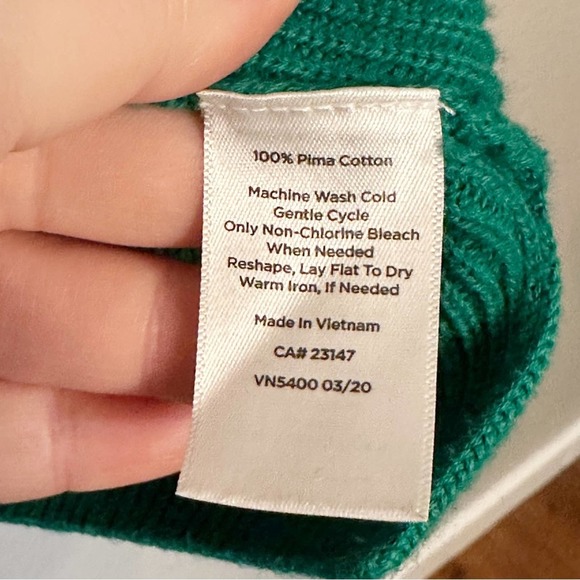 100% Pima Cotton
Machine Wash Cold
Gentle Cycle
Only Non-Chlorine Bleach
When Needed
Reshape, Lay Flat To Dry
Warm Iron, If Needed
Made In Vietnam
CA# 23147
VN5400 03/20